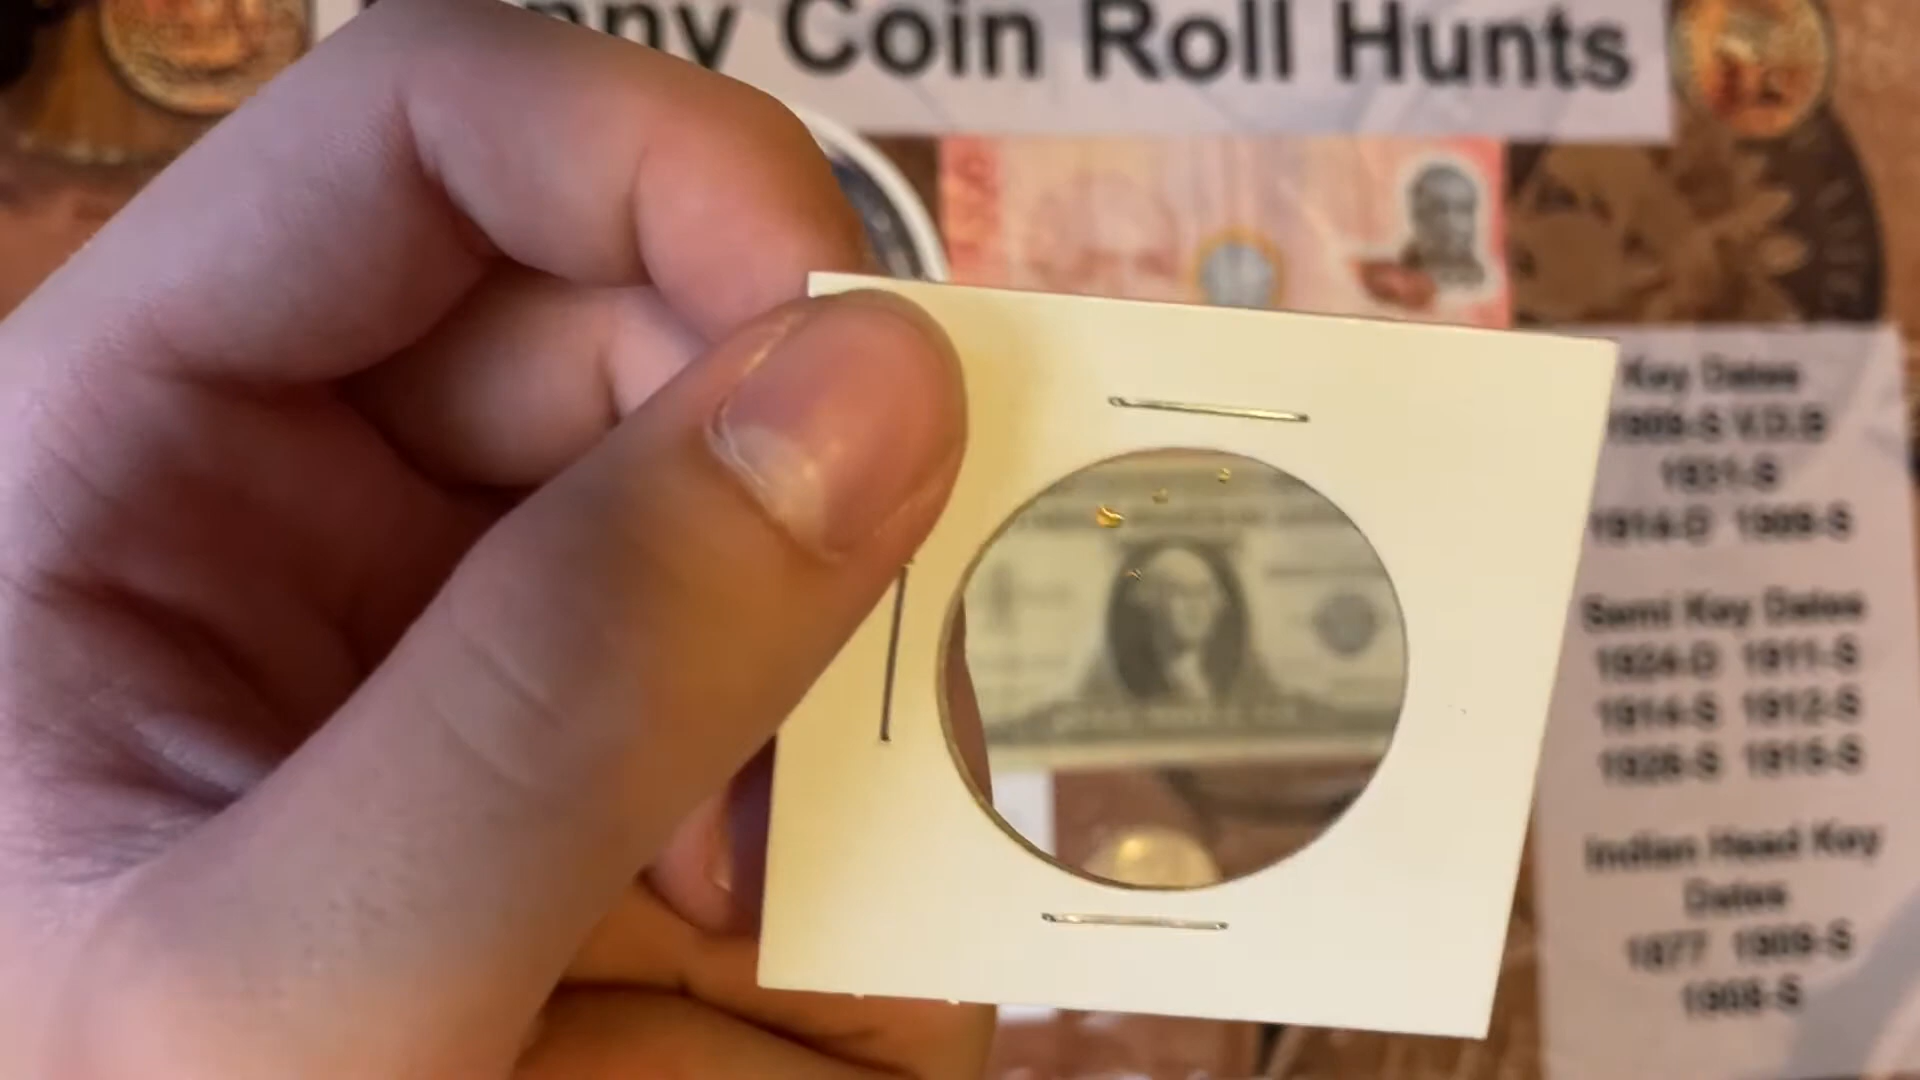 nny Coin Roll Hunts
Key Dates
1909-S V.D.B
1931-S
1914-D 1909-S
Semi Key Dates
1924-D 1911-S
1914-S 1912-S
1926-S 1915-S
Indian Head Key
Dates
1877 1909-S
1908-S